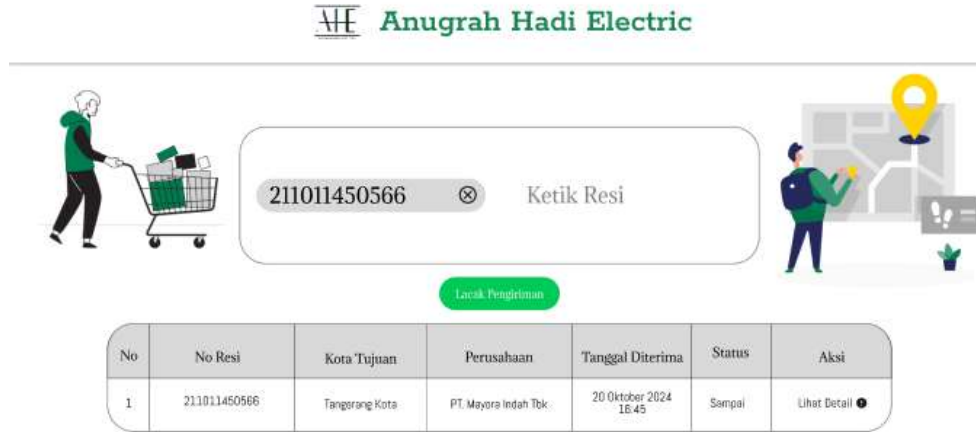 AHE Anugrah Hadi Electric
211011450566 ⊗ Ketik Resi
Lacak Pengiriman
No No Resi Kota Tujuan Perusahaan Tanggal Diterima Status Aksi
1 211011450566 Tangerang Kota PT. Mayora Indah Tbk 20 Oktober 2024 Sampai Lihat Detail
16:45